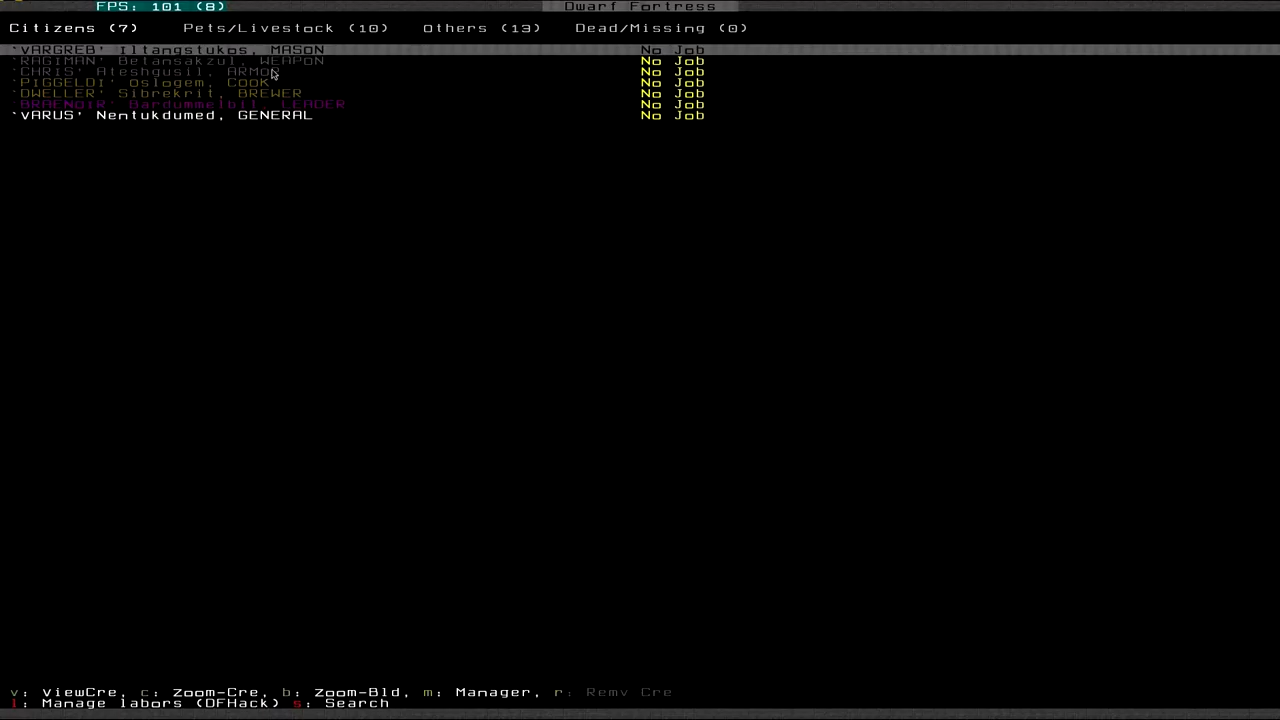 FPS: 101 (8) Dwarf Fortress
Citizens (7) Pets/Livestock (10) Others (13) Dead/Missing (0)
`VARGREB' Iltangstukos, MASON No Job
`RAGIMAN' Betansakzul, WEAPON No Job
`CHRIS' Ateshgusil, ARMOR No Job
`PIGGELDI' Oslogem, COOK No Job
`DWELLER' Sibrekrit, BREWER No Job
`BRAENOIR' Bardummelbil, LEADER No Job
`VARUS' Nentukdumed, GENERAL No Job
v: ViewCre, c: Zoom-Cre, b: Zoom-Bld, m: Manager, r: Remv Cre
l: Manage labors (DFHack) s: Search